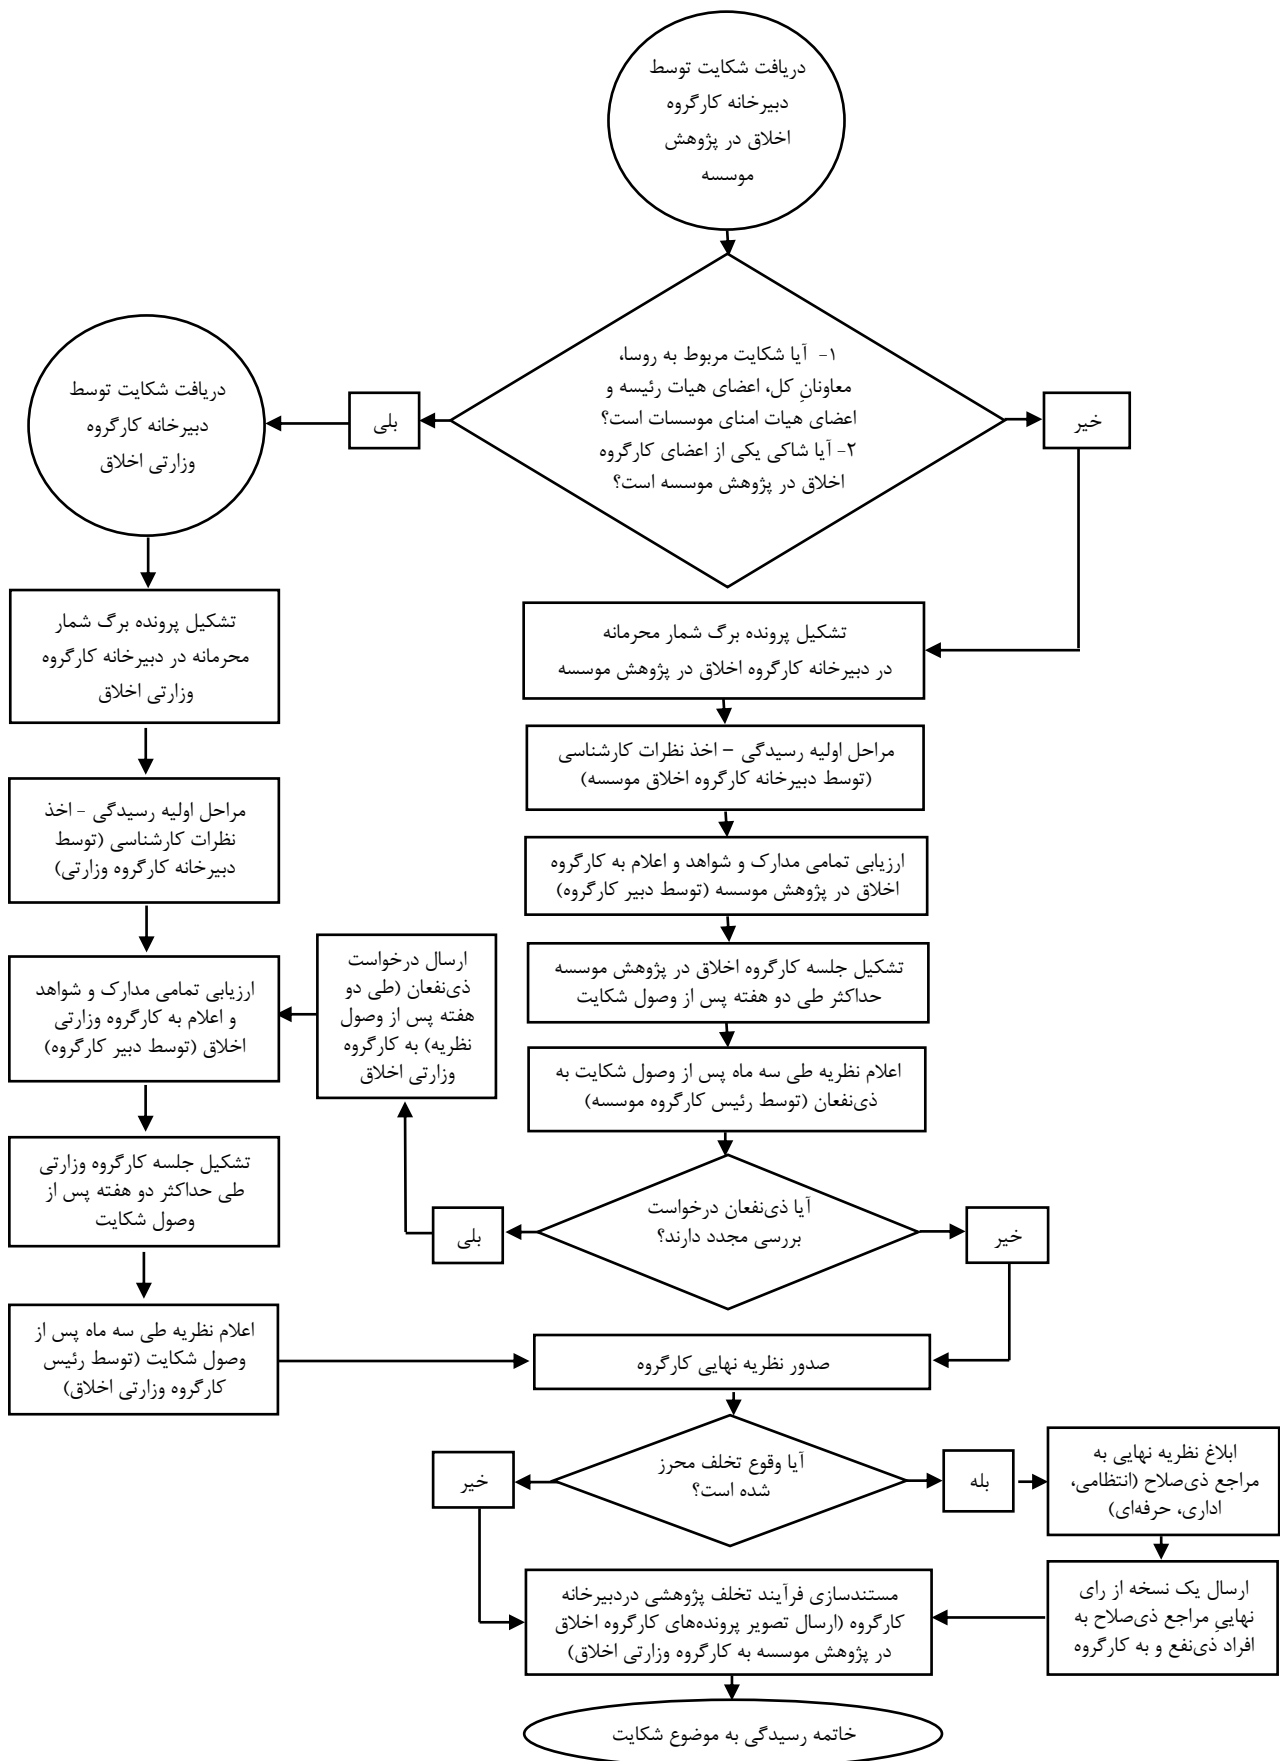 دریافت شکایت توسط
دبیرخانه کارگروه
اخلاق در پژوهش
موسسه
۱- آیا شکایت مربوط به روسا،
معاونانِ کل، اعضای هیات رئیسه و
اعضای هیات امنای موسسات است؟
۲- آیا شاکی یکی از اعضای کارگروه
اخلاق در پژوهش موسسه است؟
خیر
بلی
دریافت شکایت توسط
دبیرخانه کارگروه
وزارتی اخلاق
تشکیل پرونده برگ شمار
محرمانه در دبیرخانه کارگروه
وزارتی اخلاق
مراحل اولیه رسیدگی - اخذ
نظرات کارشناسی (توسط
دبیرخانه کارگروه وزارتی)
ارزیابی تمامی مدارک و شواهد
و اعلام به کارگروه وزارتی
اخلاق (توسط دبیر کارگروه)
تشکیل جلسه کارگروه وزارتی
طی حداکثر دو هفته پس از
وصول شکایت
اعلام نظریه طی سه ماه پس از
وصول شکایت (توسط رئیس
کارگروه وزارتی اخلاق)
تشکیل پرونده برگ شمار محرمانه
در دبیرخانه کارگروه اخلاق در پژوهش موسسه
مراحل اولیه رسیدگی – اخذ نظرات کارشناسی
(توسط دبیرخانه کارگروه اخلاق موسسه)
ارزیابی تمامی مدارک و شواهد و اعلام به کارگروه
اخلاق در پژوهش موسسه (توسط دبیر کارگروه)
تشکیل جلسه کارگروه اخلاق در پژوهش موسسه
حداکثر طی دو هفته پس از وصول شکایت
اعلام نظریه طی سه ماه پس از وصول شکایت به
ذی‌نفعان (توسط رئیس کارگروه موسسه)
آیا ذی‌نفعان درخواست
بررسی مجدد دارند؟
خیر
بلی
ارسال درخواست
ذی‌نفعان (طی دو
هفته پس از وصول
نظریه) به کارگروه
وزارتی اخلاق
صدور نظریه نهایی کارگروه
آیا وقوع تخلف محرز
شده است؟
بله
خیر
ابلاغ نظریه نهایی به
مراجع ذی‌صلاح (انتظامی،
اداری، حرفه‌ای)
ارسال یک نسخه از رای
نهاییِ مراجع ذی‌صلاح به
افراد ذی‌نفع و به کارگروه
مستندسازی فرآیند تخلف پژوهشی دردبیرخانه
کارگروه (ارسال تصویر پرونده‌های کارگروه اخلاق
در پژوهش موسسه به کارگروه وزارتی اخلاق)
خاتمه رسیدگی به موضوع شکایت